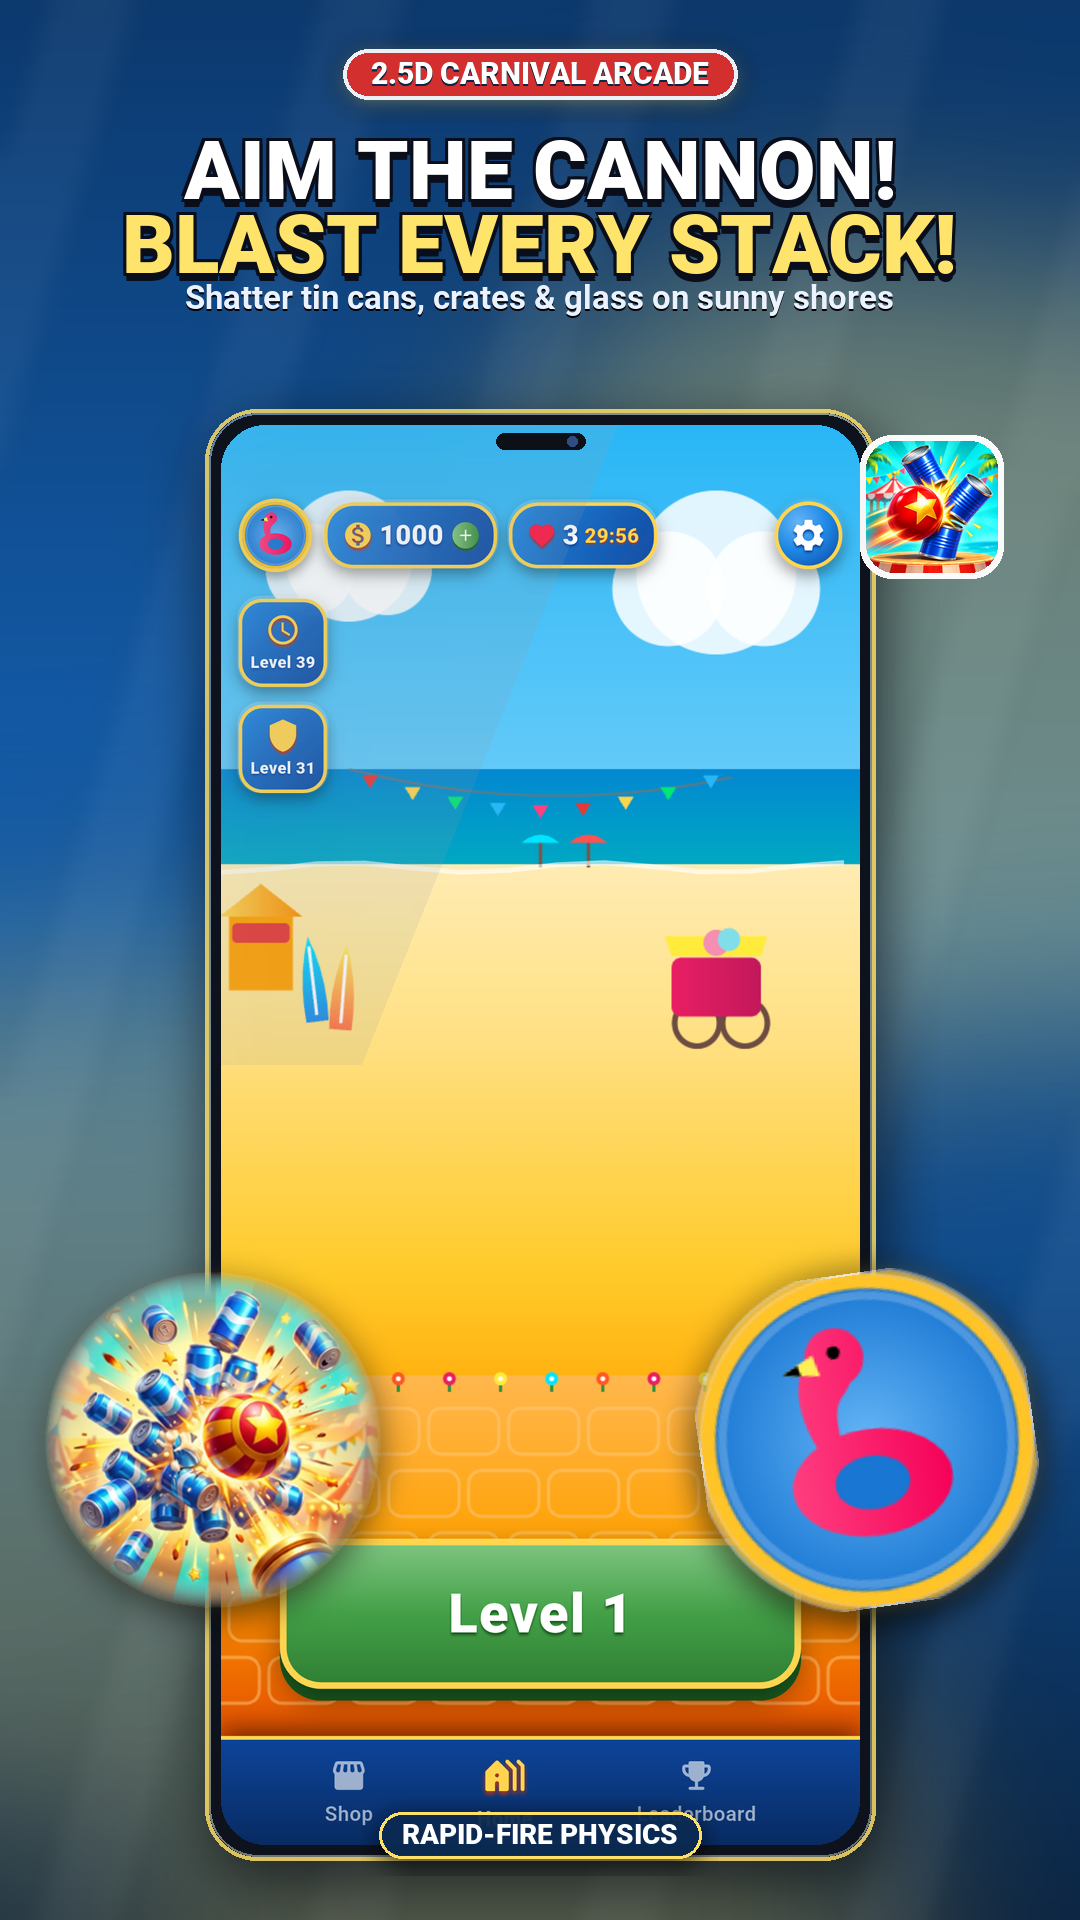 2.5D CARNIVAL ARCADE
AIM THE CANNON!
BLAST EVERY STACK!
Shatter tin cans, crates & glass on sunny shores
1000
3 29:56
Level 39
Level 31
Level 1
Shop
Leaderboard
RAPID-FIRE PHYSICS